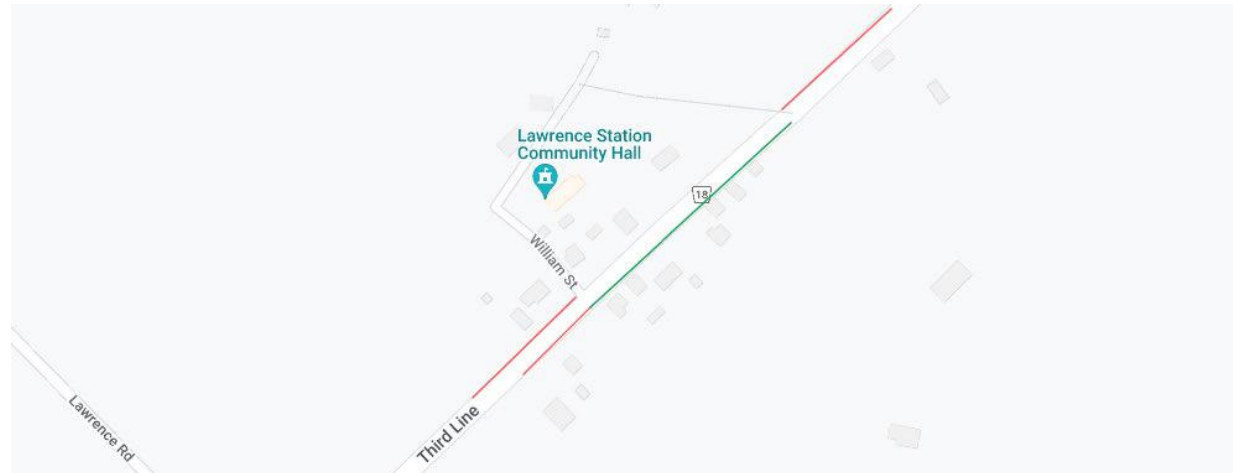 Lawrence Station
Community Hall
18
William St
Third Line
Lawrence Rd